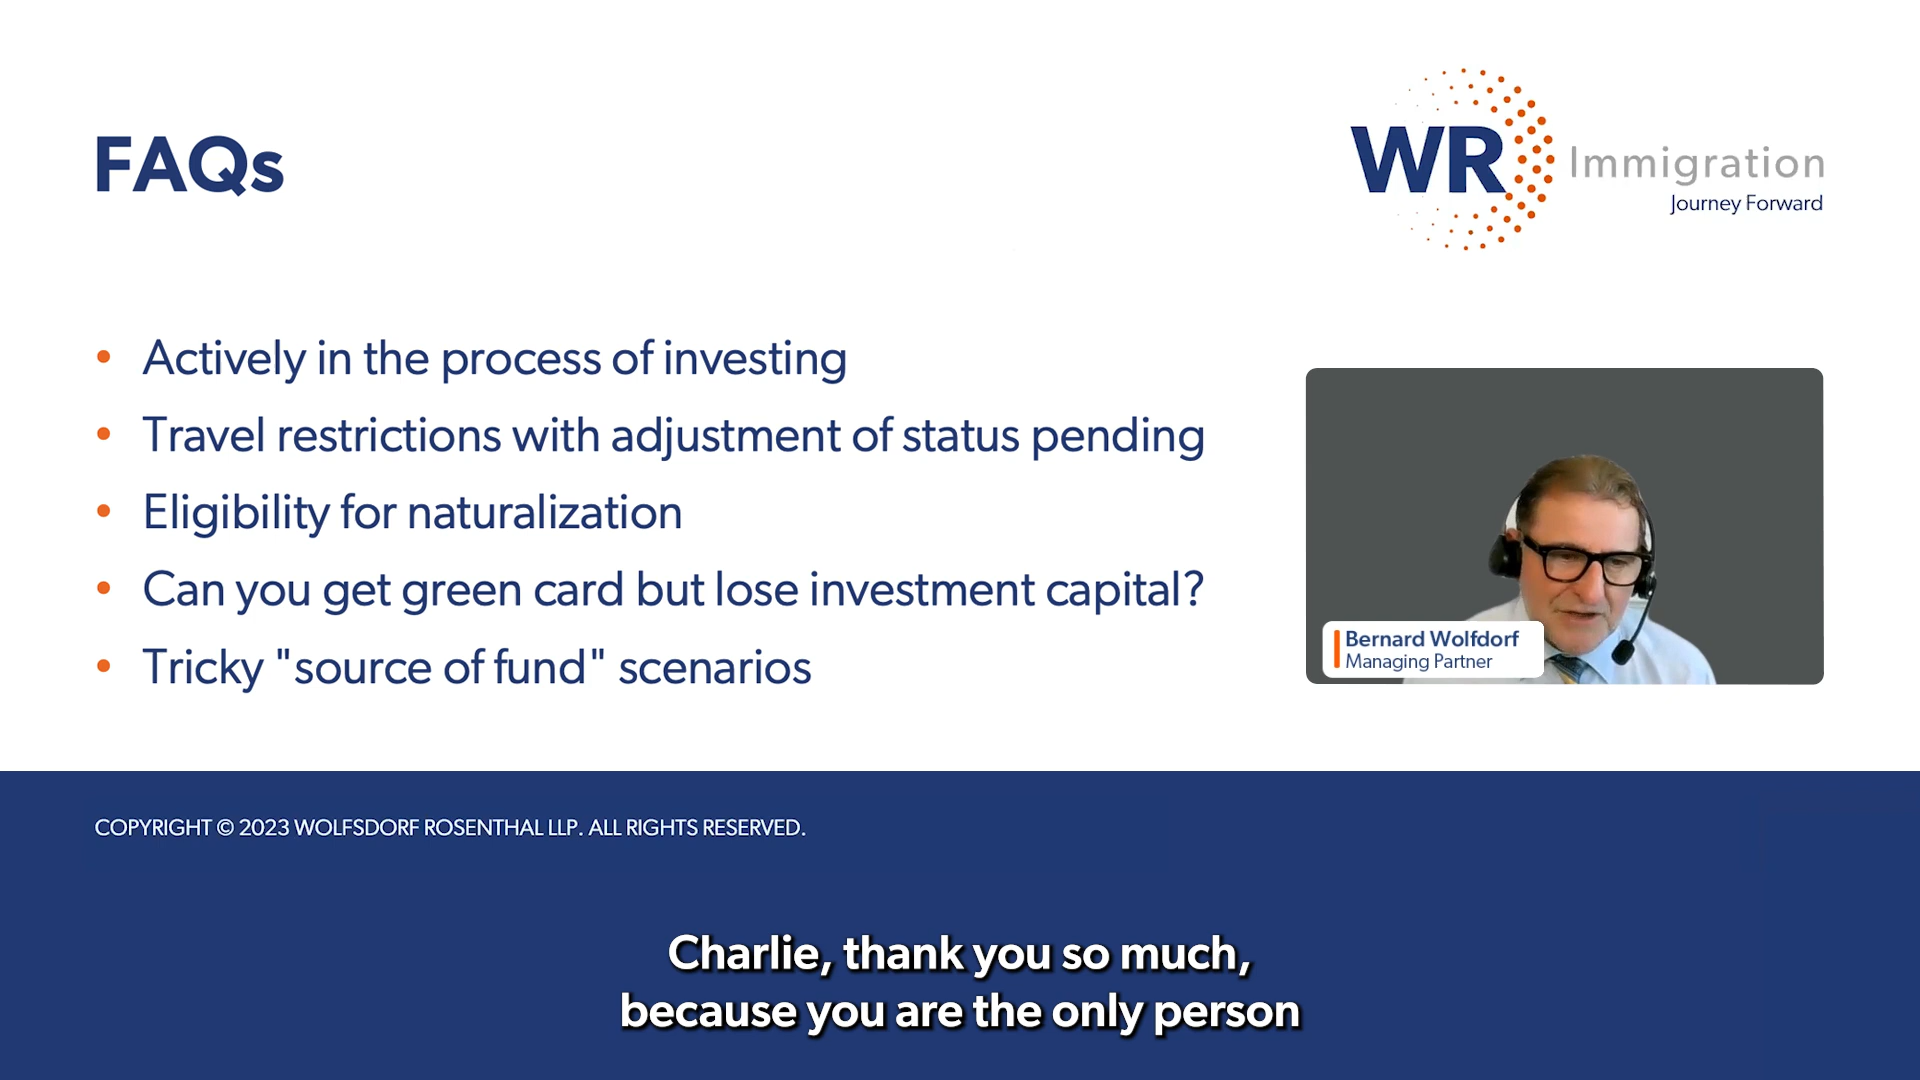 FAQs
WR Immigration
Journey Forward
• Actively in the process of investing
• Travel restrictions with adjustment of status pending
• Eligibility for naturalization
• Can you get green card but lose investment capital?
• Tricky "source of fund" scenarios
Bernard Wolfdorf
Managing Partner
COPYRIGHT © 2023 WOLFSDORF ROSENTHAL LLP. ALL RIGHTS RESERVED.
Charlie, thank you so much,
because you are the only person